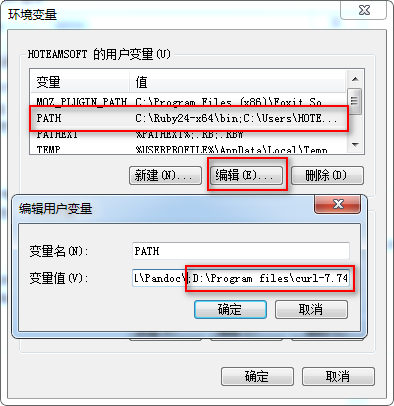 环境变量
HOTEAMSOFT 的用户变量(U)
变量 值
MOZ_PLUGIN_PATH C:\Program Files (x86)\Foxit So...
PATH C:\Ruby24-x64\bin;C:\Users\HOTE...
PATHEXT %PATHEXT%;.RB;.RBW
TEMP %USERPROFILE%\AppData\Local\Temp
新建(N)... 编辑(E)... 删除(D)
编辑用户变量
变量名(N): PATH
变量值(V): l\Pandoc\;D:\Program files\curl-7.74
确定 取消
确定 取消